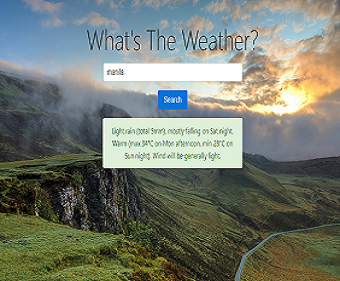 What's The Weather?
manila
Search
Light rain (total 5mm), mostly falling on Sat night.
Warm (max 34°C on Mon afternoon, min 28°C on
Sun night). Wind will be generally light.